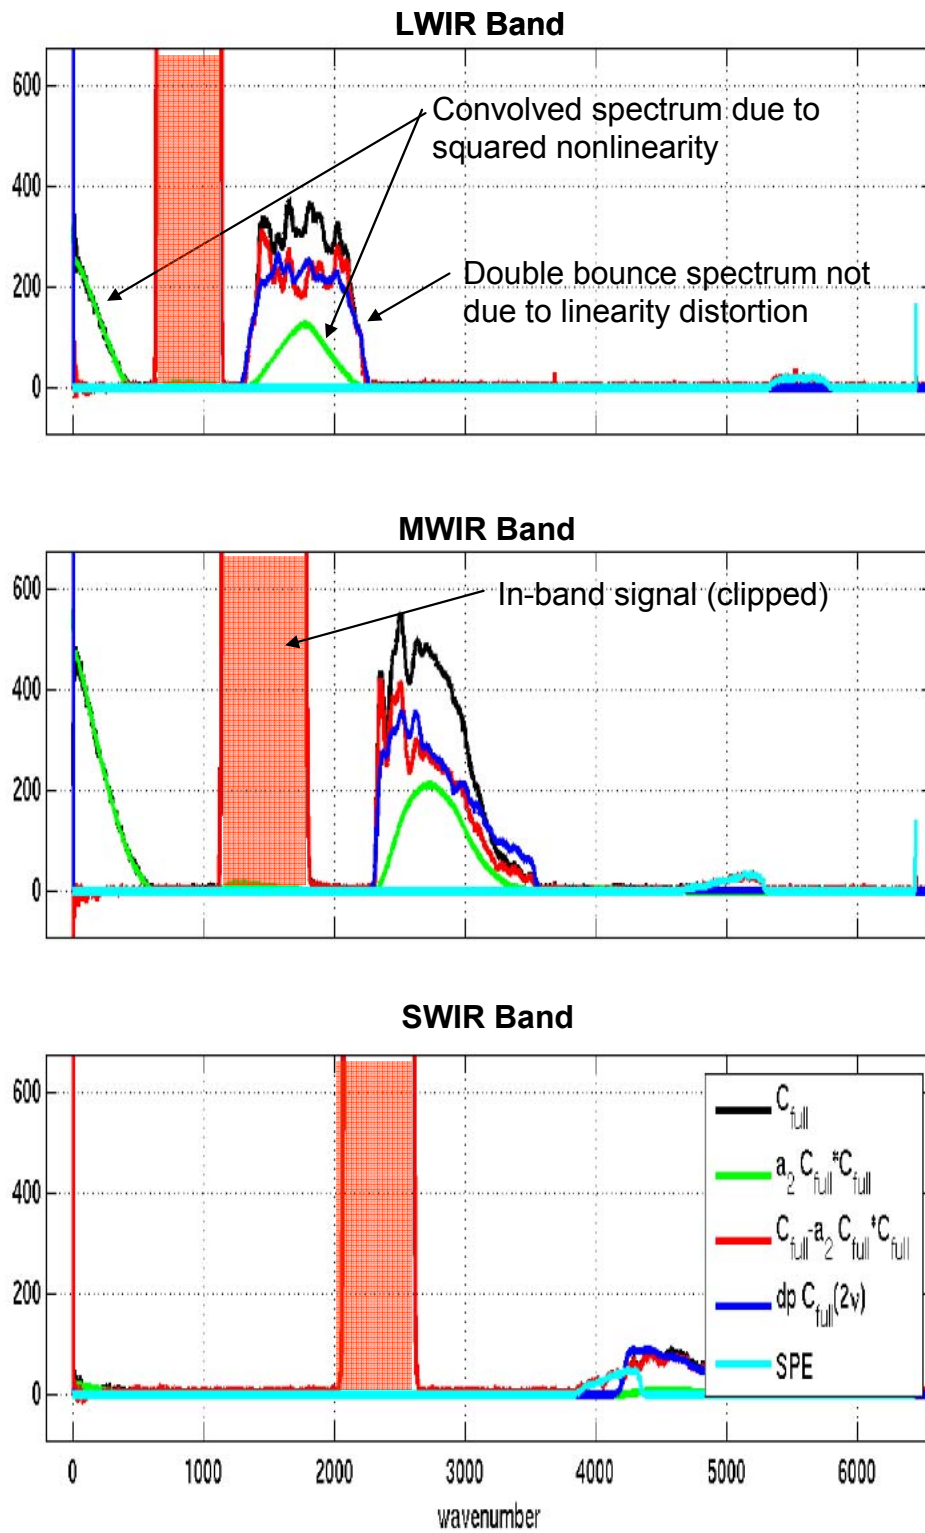 LWIR Band
600
400
200
0
Convolved spectrum due to
squared nonlinearity
Double bounce spectrum not
due to linearity distortion
MWIR Band
600
400
200
0
In-band signal (clipped)
SWIR Band
600
400
200
0
C_full
a_2 C_full*C_full
C_full-a_2 C_full*C_full
dp C_full(2ν)
SPE
0 1000 2000 3000 4000 5000 6000
wavenumber